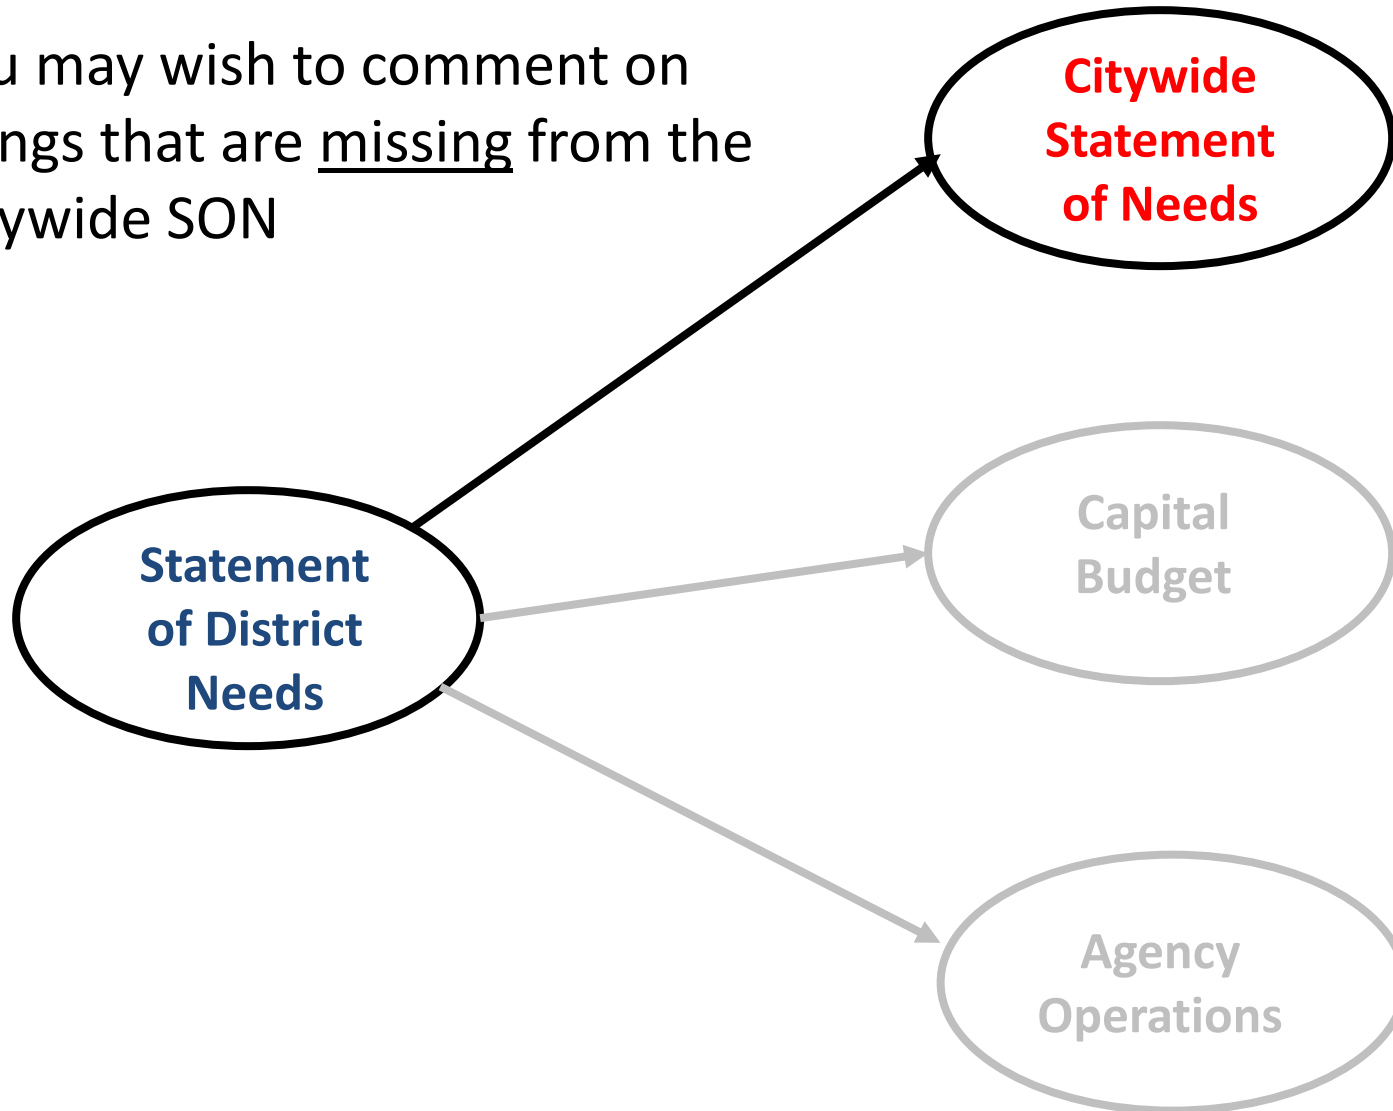 u may wish to comment on
ngs that are missing from the
ywide SON
Citywide
Statement
of Needs
Statement
of District
Needs
Capital
Budget
Agency
Operations